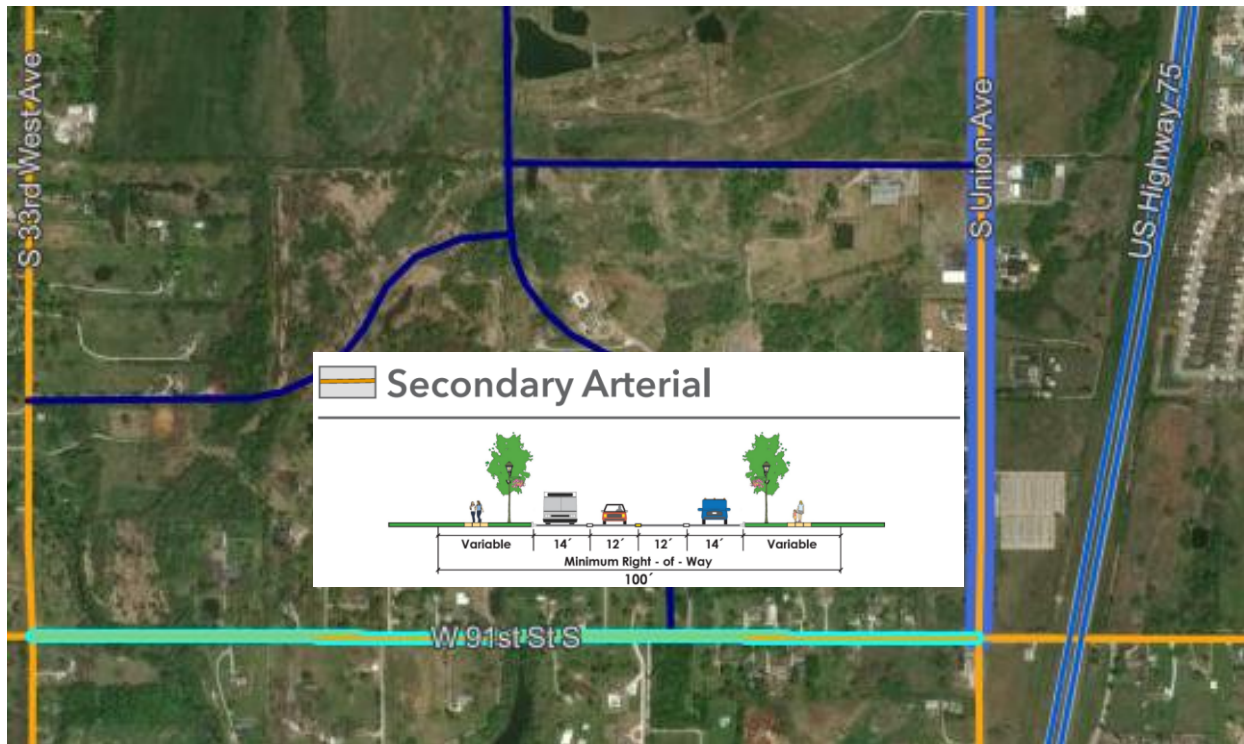 S 33rd West Ave
S Union Ave
US Highway 75
Secondary Arterial
Variable 14´ 12´ 12´ 14´ Variable
Minimum Right - of - Way
100´
W 91st St S